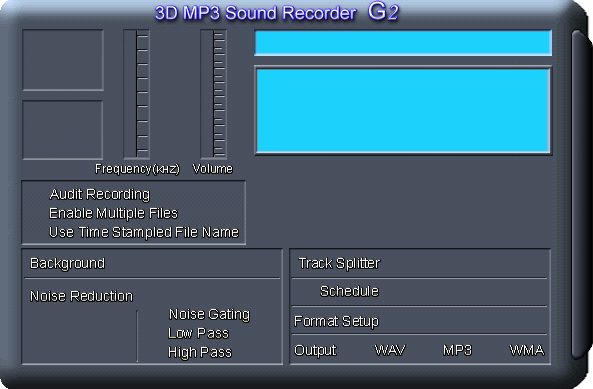 3D MP3 Sound Recorder G2
Frequency(KHZ) Volume
Audit Recording
Enable Multiple Files
Use Time Stamped File Name
Background
Noise Reduction
Noise Gating
Low Pass
High Pass
Track Splitter
Schedule
Format Setup
Output WAV MP3 WMA